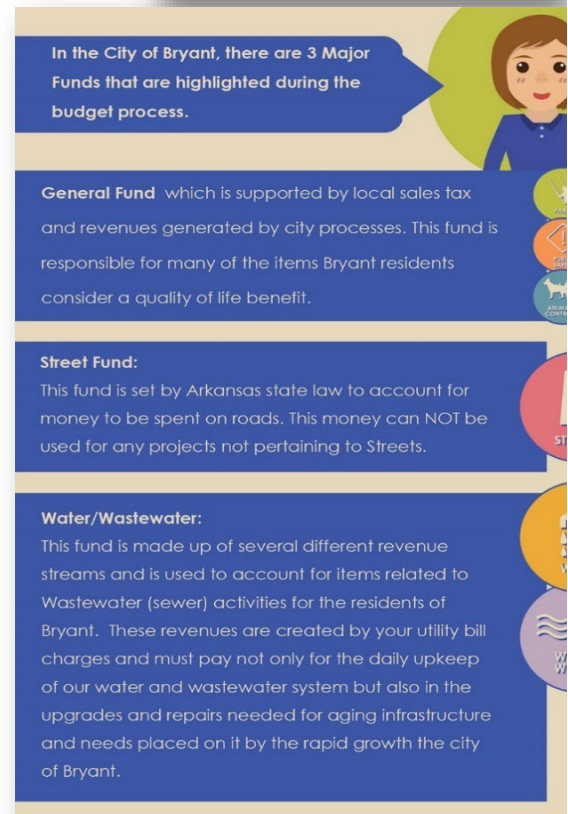 In the City of Bryant, there are 3 Major
Funds that are highlighted during the
budget process.
General Fund which is supported by local sales tax
and revenues generated by city processes. This fund is
responsible for many of the items Bryant residents
consider a quality of life benefit.
ANIMAL
CONTROL
Street Fund:
This fund is set by Arkansas state law to account for
money to be spent on roads. This money can NOT be
used for any projects not pertaining to Streets.
Water/Wastewater:
This fund is made up of several different revenue
streams and is used to account for items related to
Wastewater (sewer) activities for the residents of
Bryant. These revenues are created by your utility bill
charges and must pay not only for the daily upkeep
of our water and wastewater system but also in the
upgrades and repairs needed for aging infrastructure
and needs placed on it by the rapid growth the city
of Bryant.